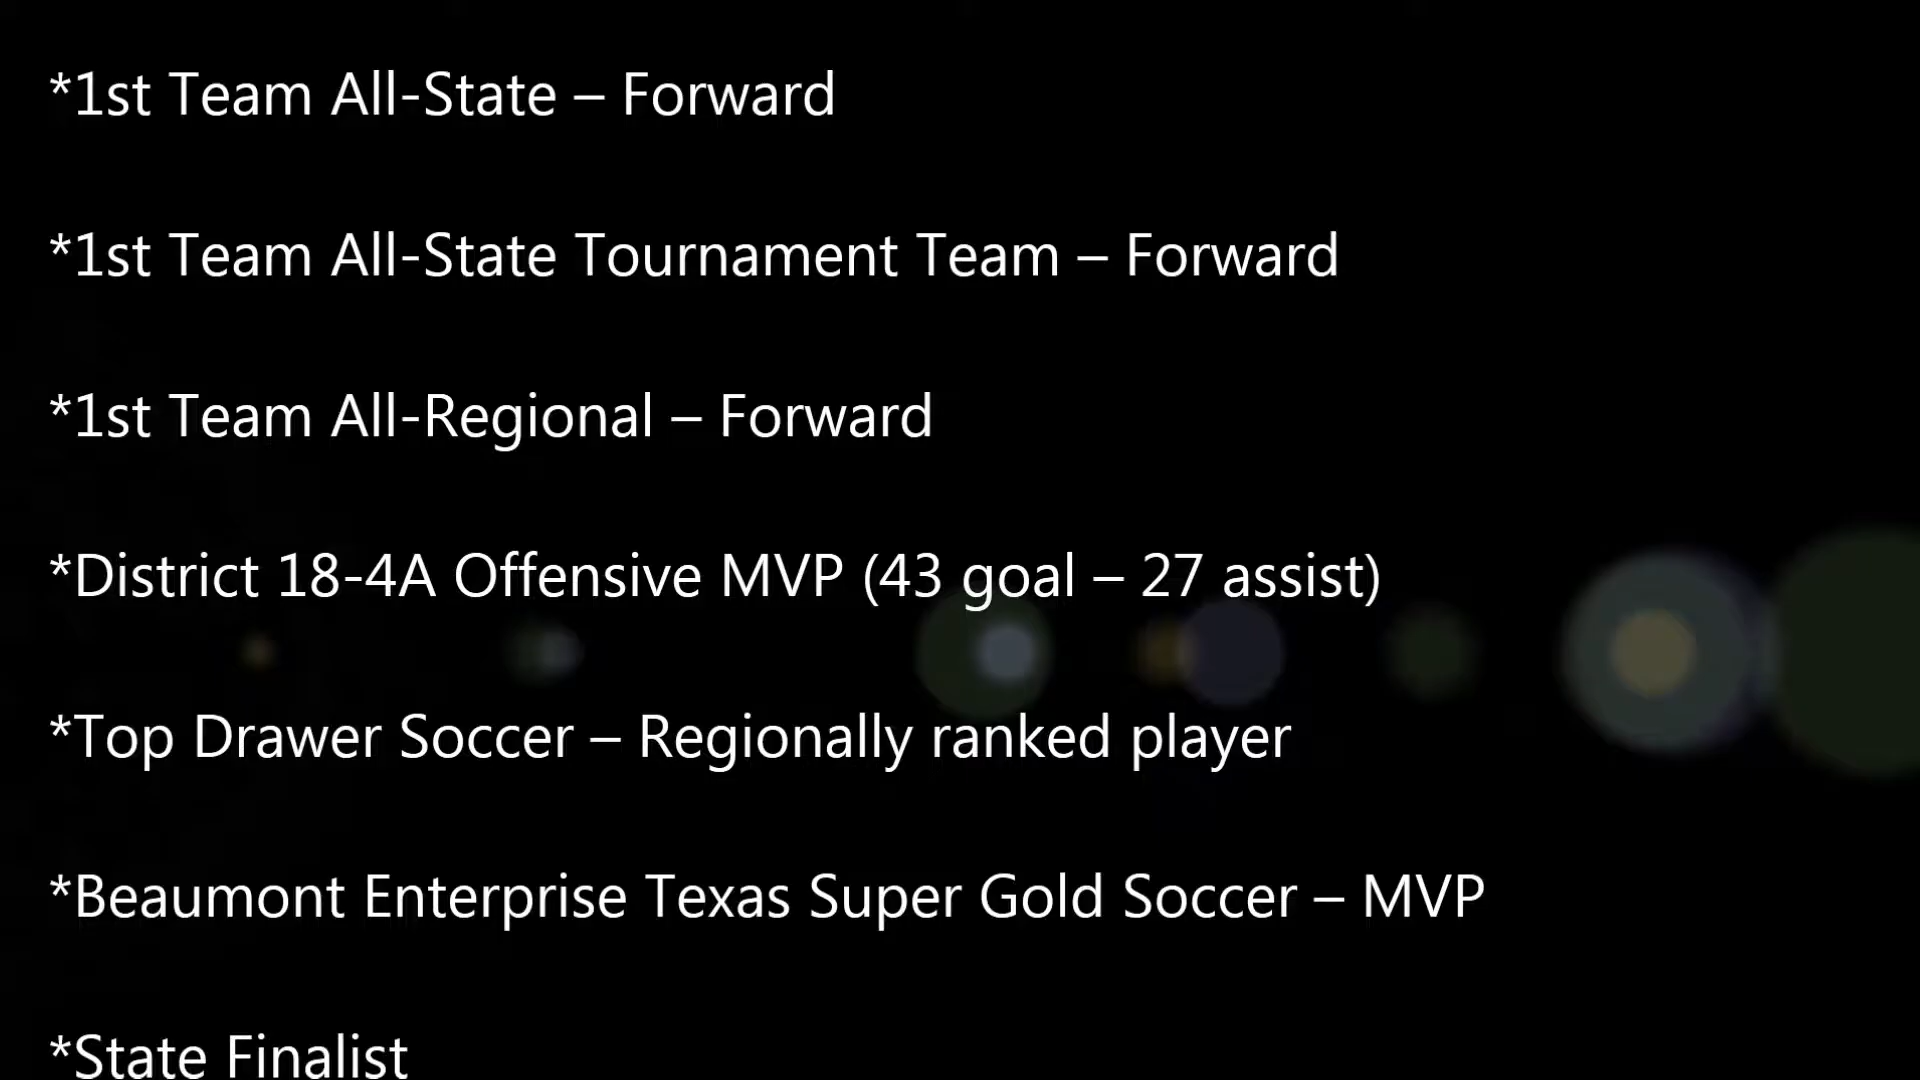 *1st Team All-State – Forward
*1st Team All-State Tournament Team – Forward
*1st Team All-Regional – Forward
*District 18-4A Offensive MVP (43 goal – 27 assist)
*Top Drawer Soccer – Regionally ranked player
*Beaumont Enterprise Texas Super Gold Soccer – MVP
*State Finalist